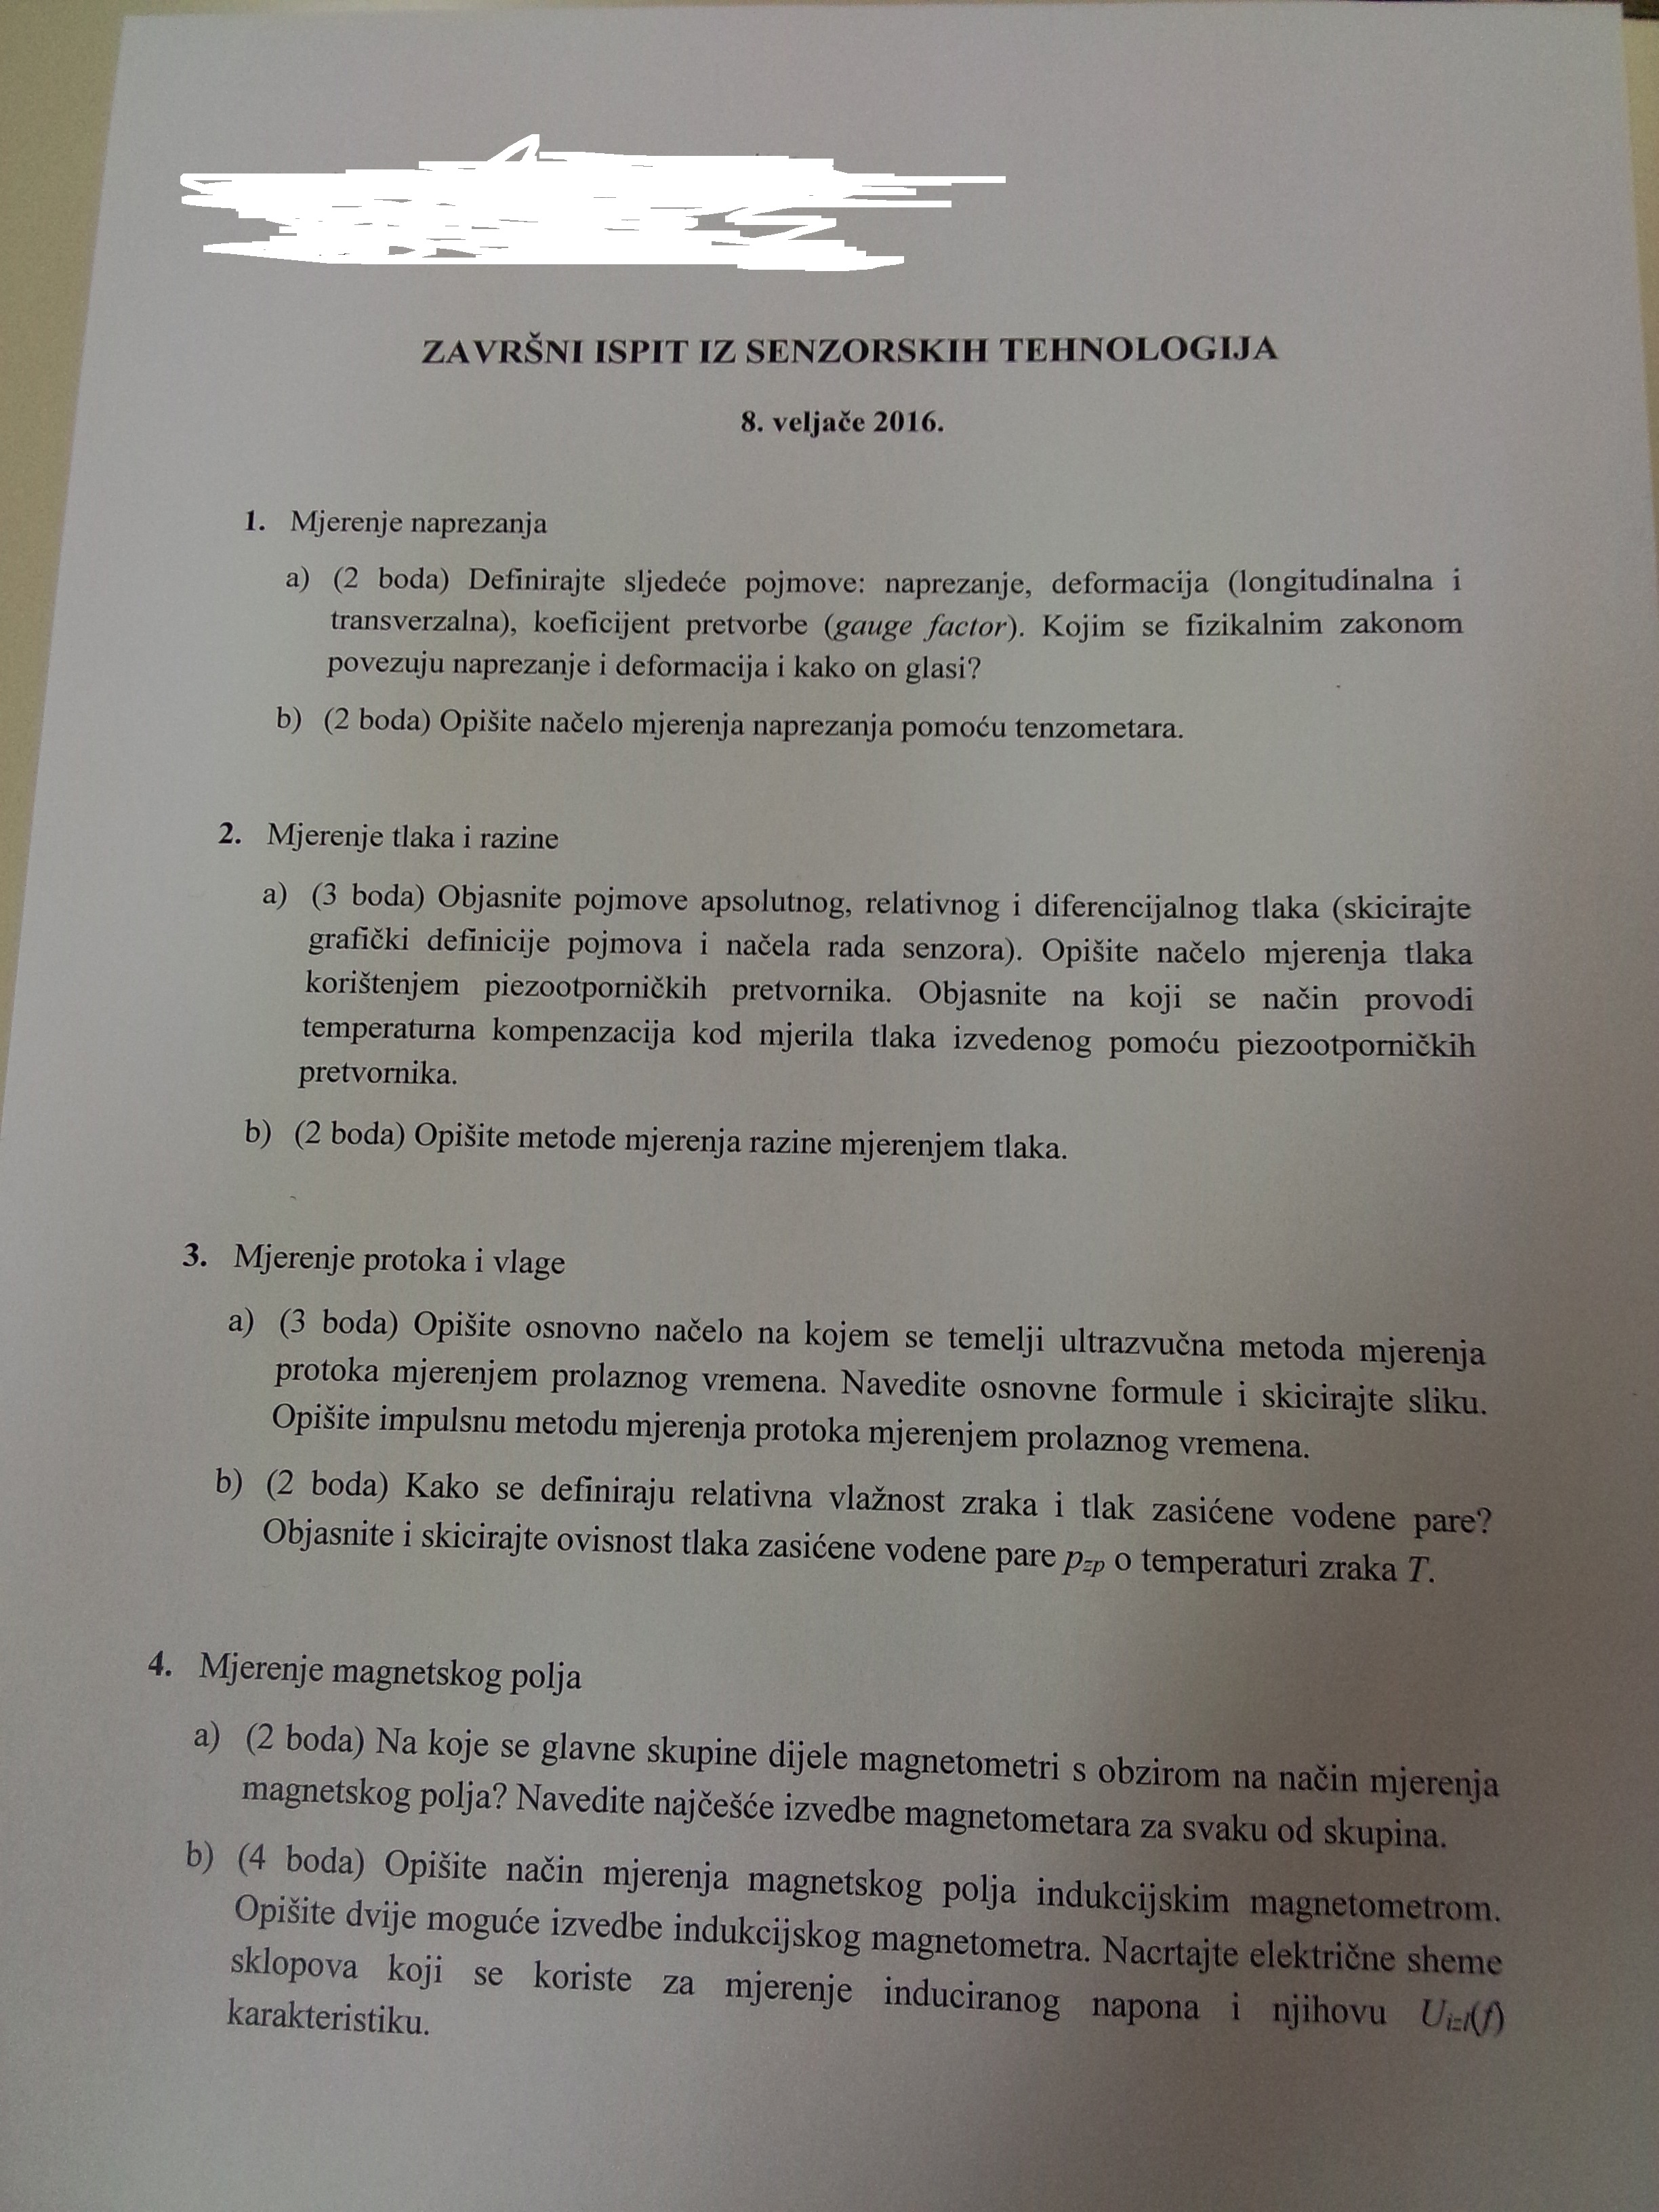 ZAVRŠNI ISPIT IZ SENZORSKIH TEHNOLOGIJA
8. veljače 2016.
1. Mjerenje naprezanja
a) (2 boda) Definirajte sljedeće pojmove: naprezanje, deformacija (longitudinalna i
transverzalna), koeficijent pretvorbe (gauge factor). Kojim se fizikalnim zakonom
povezuju naprezanje i deformacija i kako on glasi?
b) (2 boda) Opišite načelo mjerenja naprezanja pomoću tenzometara.
2. Mjerenje tlaka i razine
a) (3 boda) Objasnite pojmove apsolutnog, relativnog i diferencijalnog tlaka (skicirajte
grafički definicije pojmova i načela rada senzora). Opišite načelo mjerenja tlaka
korištenjem piezootporničkih pretvornika. Objasnite na koji se način provodi
temperaturna kompenzacija kod mjerila tlaka izvedenog pomoću piezootporničkih
pretvornika.
b) (2 boda) Opišite metode mjerenja razine mjerenjem tlaka.
3. Mjerenje protoka i vlage
a) (3 boda) Opišite osnovno načelo na kojem se temelji ultrazvučna metoda mjerenja
protoka mjerenjem prolaznog vremena. Navedite osnovne formule i skicirajte sliku.
Opišite impulsnu metodu mjerenja protoka mjerenjem prolaznog vremena.
b) (2 boda) Kako se definiraju relativna vlažnost zraka i tlak zasićene vodene pare?
Objasnite i skicirajte ovisnost tlaka zasićene vodene pare pzp o temperaturi zraka T.
4. Mjerenje magnetskog polja
a) (2 boda) Na koje se glavne skupine dijele magnetometri s obzirom na način mjerenja
magnetskog polja? Navedite najčešće izvedbe magnetometara za svaku od skupina.
b) (4 boda) Opišite način mjerenja magnetskog polja indukcijskim magnetometrom.
Opišite dvije moguće izvedbe indukcijskog magnetometra. Nacrtajte električne sheme
sklopova koji se koriste za mjerenje induciranog napona i njihovu Uizl(f)
karakteristiku.